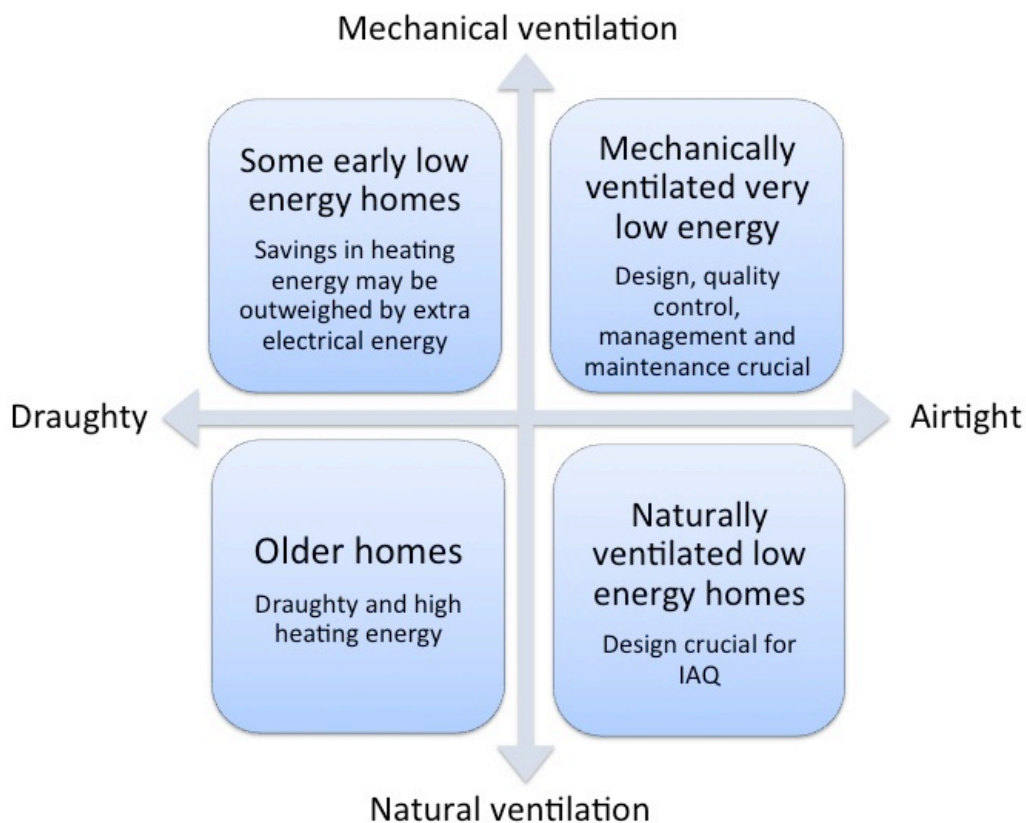 Mechanical ventilation
Some early low
energy homes
Savings in heating
energy may be
outweighed by extra
electrical energy
Mechanically
ventilated very
low energy
Design, quality
control,
management and
maintenance crucial
Draughty
Airtight
Older homes
Draughty and high
heating energy
Naturally
ventilated low
energy homes
Design crucial for
IAQ
Natural ventilation